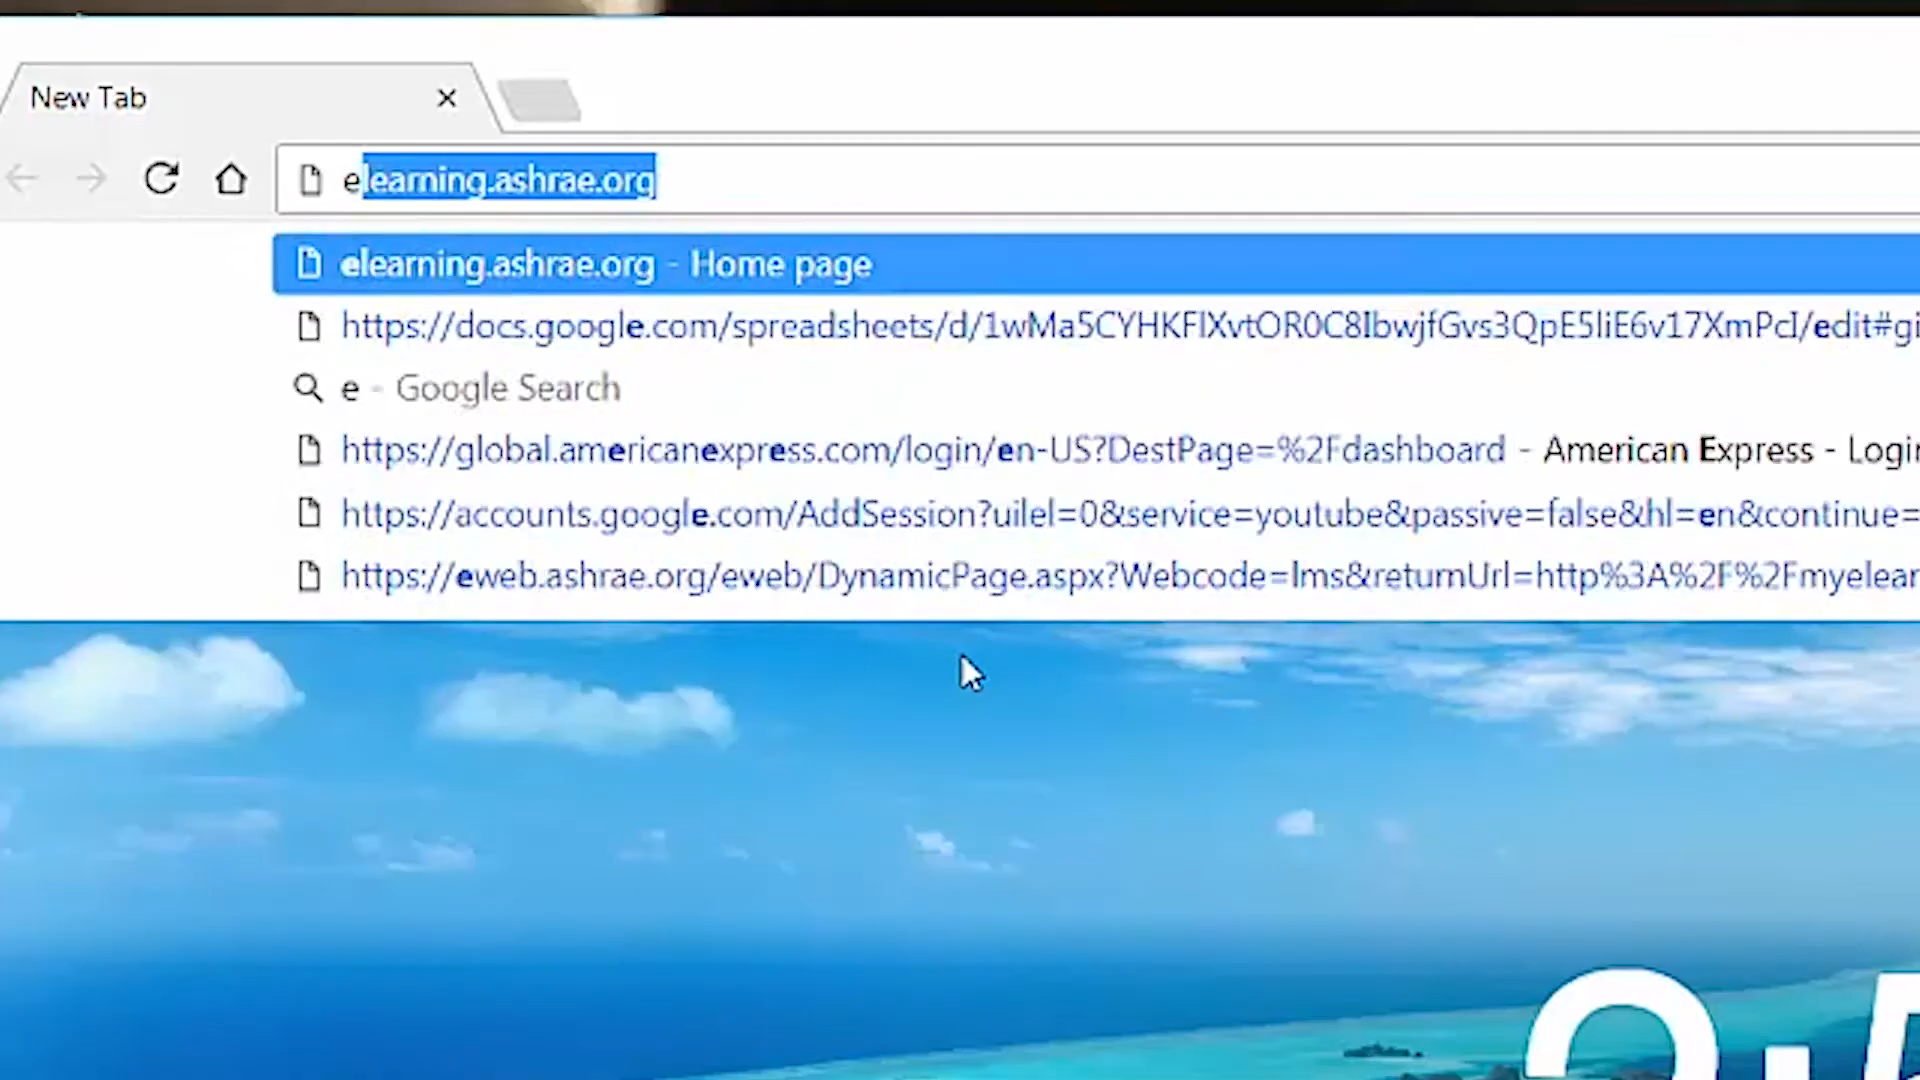 New Tab
elearning.ashrae.org
elearning.ashrae.org - Home page
https://docs.google.com/spreadsheets/d/1wMa5CYHKFIXvtOR0C8IbwjfGvs3QpE5IiE6v17XmPcI/edit#gi
e - Google Search
https://global.americanexpress.com/login/en-US?DestPage=%2Fdashboard - American Express - Login
https://accounts.google.com/AddSession?uilel=0&service=youtube&passive=false&hl=en&continue=
https://eweb.ashrae.org/eweb/DynamicPage.aspx?Webcode=lms&returnUrl=http%3A%2F%2Fmyelear